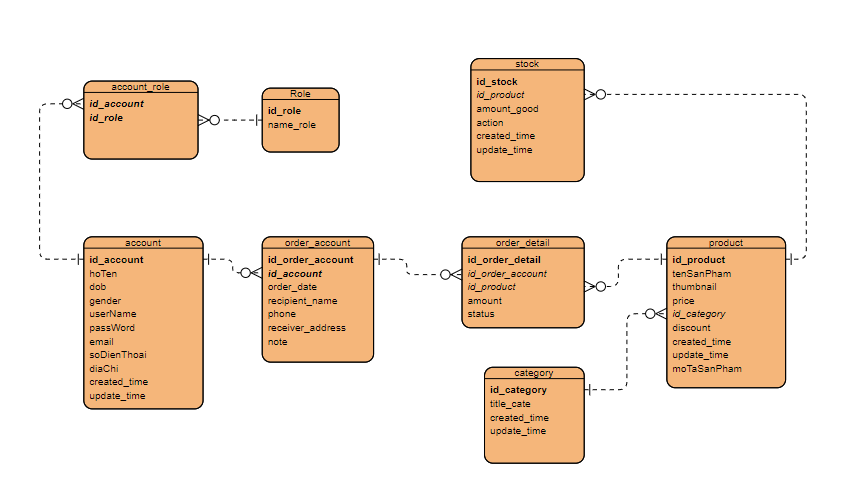 account_role
id_account
id_role
Role
id_role
name_role
stock
id_stock
id_product
amount_good
action
created_time
update_time
account
id_account
hoTen
dob
gender
userName
passWord
email
soDienThoai
diaChi
created_time
update_time
order_account
id_order_account
id_account
order_date
recipient_name
phone
receiver_address
note
order_detail
id_order_detail
id_order_account
id_product
amount
status
product
id_product
tenSanPham
thumbnail
price
id_category
discount
created_time
update_time
moTaSanPham
category
id_category
title_cate
created_time
update_time